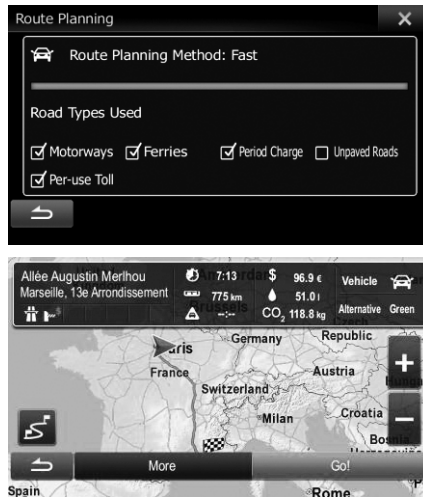 Route Planning
Route Planning Method: Fast
Road Types Used
Motorways Ferries Period Charge Unpaved Roads
Per-use Toll
Allée Augustin Merlhou
Marseille, 13e Arrondissement
7:13 $ 96.9 €
775 km 51.0 l
--:-- CO2 118.8 kg
Vehicle
Alternative Green
Brussels
Germany Republic
France Austria
Switzerland
Milan Croatia
More Go!
Spain Rome